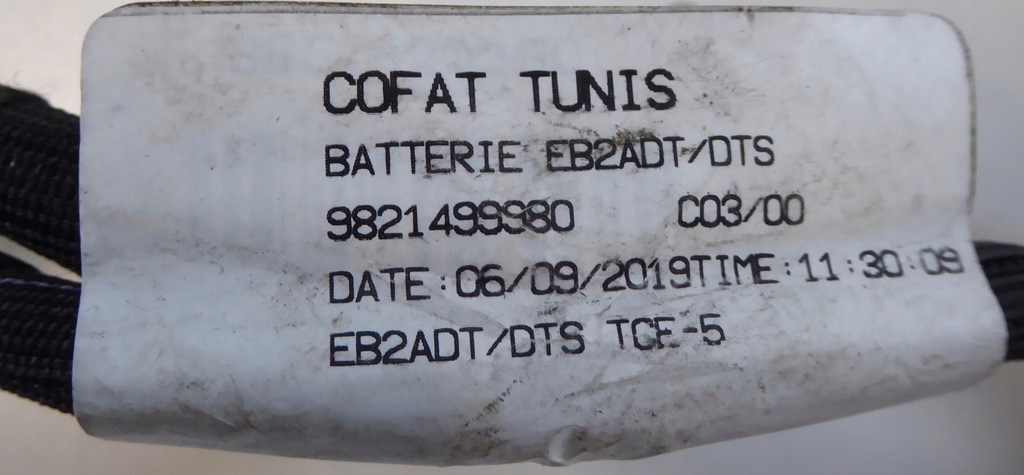 COFAT TUNIS
BATTERIE EB2ADT/DTS
9821499980 C03/00
DATE:06/09/2019TIME:11:30:09
EB2ADT/DTS TCE-5